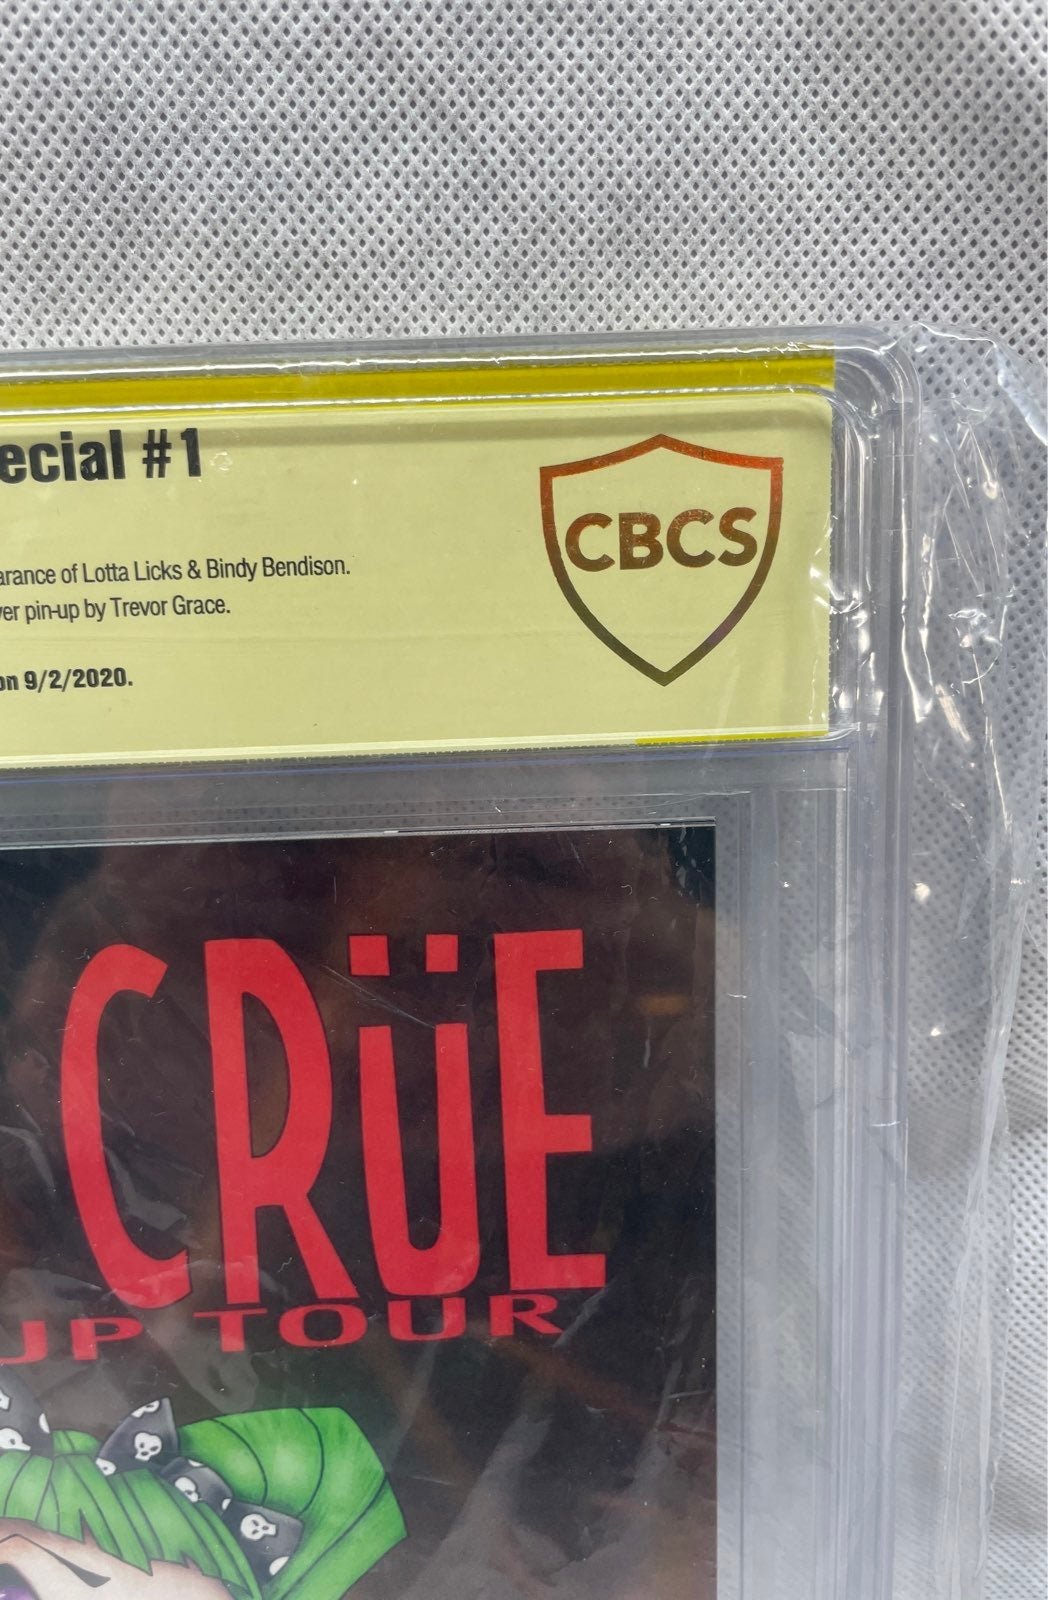 ecial #1
CBCS
arance of Lotta Licks & Bindy Bendison.
ver pin-up by Trevor Grace.
on 9/2/2020.
CRüE
UP TOUR